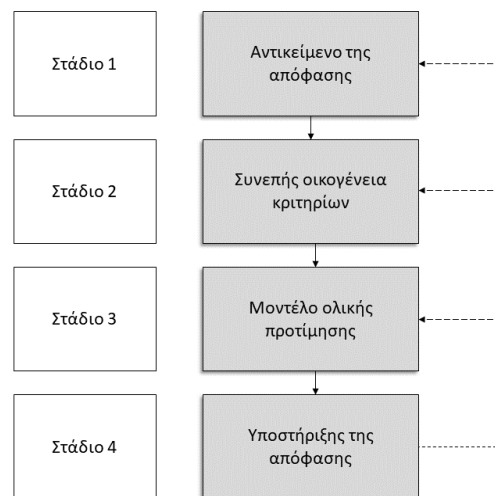 Στάδιο 1
Αντικείμενο της
απόφασης
Στάδιο 2
Συνεπής οικογένεια
κριτηρίων
Στάδιο 3
Μοντέλο ολικής
προτίμησης
Στάδιο 4
Υποστήριξης της
απόφασης